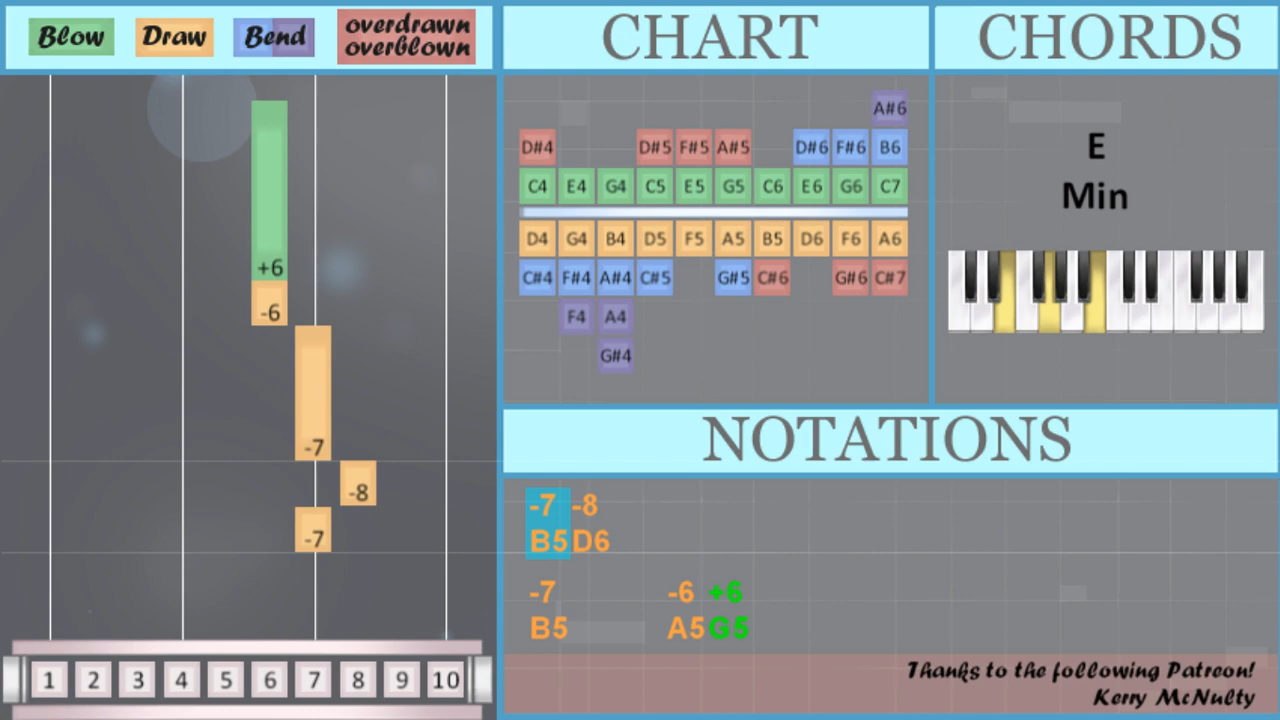 Blow Draw Bend overdrawn
overblown
CHART
CHORDS
+6
-6
-7
-8
-7
A#6
D#4 D#5 F#5 A#5 D#6 F#6 B6
C4 E4 G4 C5 E5 G5 C6 E6 G6 C7
D4 G4 B4 D5 F5 A5 B5 D6 F6 A6
C#4 F#4 A#4 C#5 G#5 C#6 G#6 C#7
F4 A4
G#4
E
Min
NOTATIONS
-7 -8
B5 D6
-7 -6 +6
B5 A5 G5
1 2 3 4 5 6 7 8 9 10
Thanks to the following Patreon!
Kerry McNulty